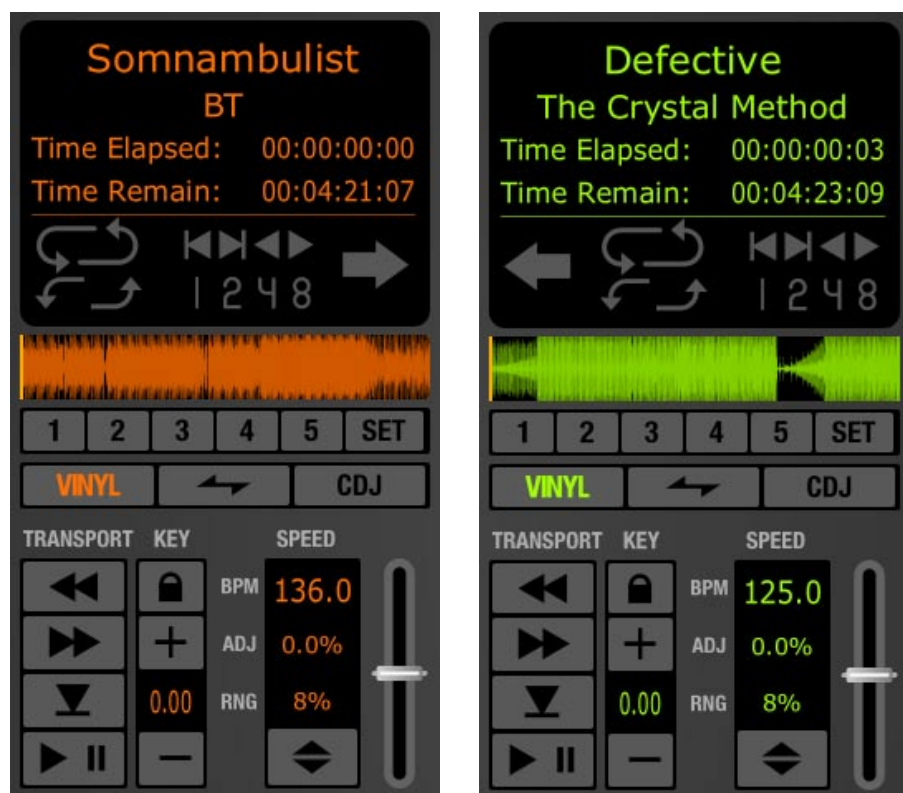 Somnambulist
BT
Time Elapsed: 00:00:00:00
Time Remain: 00:04:21:07
1 2 4 8
1 2 3 4 5 SET
VINYL CDJ
TRANSPORT KEY SPEED
BPM 136.0
ADJ 0.0%
0.00 RNG 8%
Defective
The Crystal Method
Time Elapsed: 00:00:00:03
Time Remain: 00:04:23:09
1 2 4 8
1 2 3 4 5 SET
VINYL CDJ
TRANSPORT KEY SPEED
BPM 125.0
ADJ 0.0%
0.00 RNG 8%